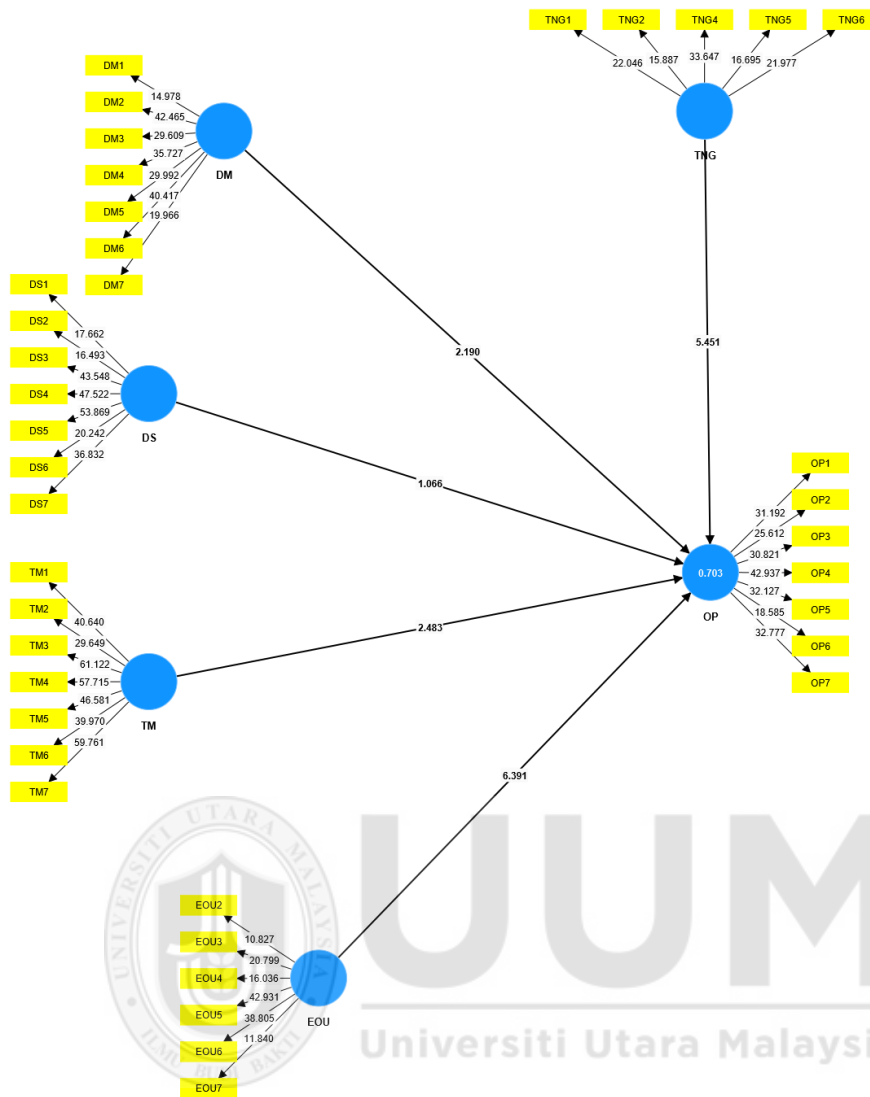 TNG1 TNG2 TNG4 TNG5 TNG6
22.046 15.887 33.647 16.695 21.977
TNG
DM1
DM2
DM3
DM4
DM5
DM6
DM7
14.978
42.465
29.609
35.727
29.992
40.417
19.966
DM
2.190
5.451
DS1
DS2
DS3
DS4
DS5
DS6
DS7
17.662
16.493
43.548
47.522
53.869
20.242
36.832
DS
1.066
OP1
OP2
OP3
OP4
OP5
OP6
OP7
31.192
25.612
30.821
42.937
32.127
18.585
32.777
0.703
OP
TM1
TM2
TM3
TM4
TM5
TM6
TM7
40.640
29.649
61.122
57.715
46.581
39.970
59.761
TM
2.483
6.391
EOU2
EOU3
EOU4
EOU5
EOU6
EOU7
10.827
20.799
16.036
42.931
38.805
11.840
EOU
UNIVERSITI UTARA MALAYSIA
ILMU BUDI BAKTI
UUM
Universiti Utara Malaysi